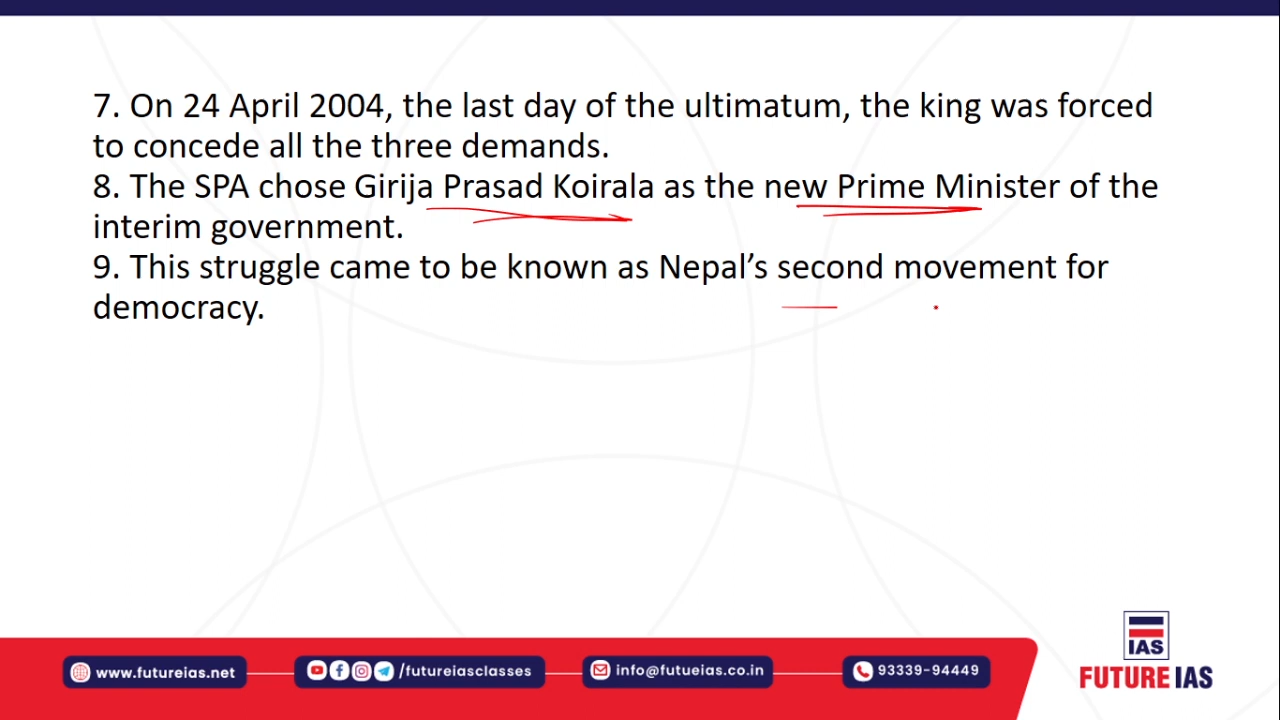 7. On 24 April 2004, the last day of the ultimatum, the king was forced
to concede all the three demands.
8. The SPA chose Girija Prasad Koirala as the new Prime Minister of the
interim government.
9. This struggle came to be known as Nepal’s second movement for
democracy.
IAS
FUTURE IAS
www.futureias.net
/futureiasclasses
info@futueias.co.in
93339-94449